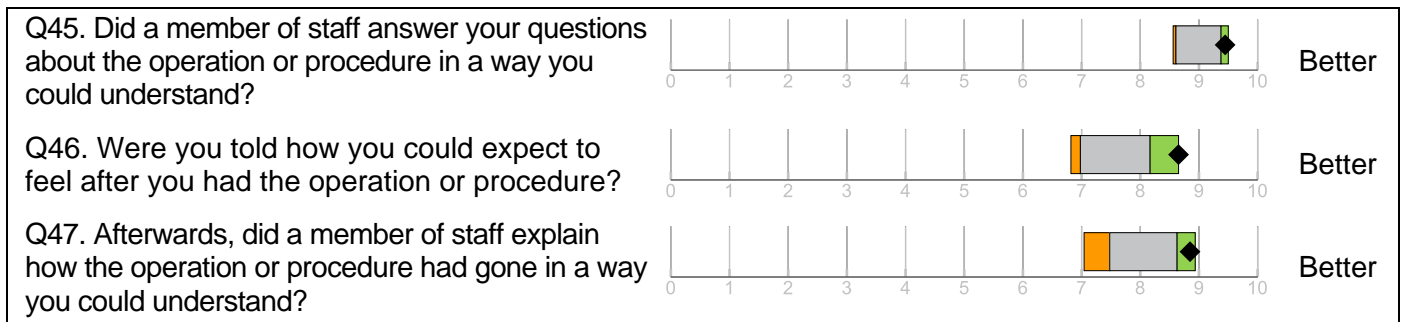 Q45. Did a member of staff answer your questions
about the operation or procedure in a way you
could understand?
0 1 2 3 4 5 6 7 8 9 10
Better
Q46. Were you told how you could expect to
feel after you had the operation or procedure?
0 1 2 3 4 5 6 7 8 9 10
Better
Q47. Afterwards, did a member of staff explain
how the operation or procedure had gone in a way
you could understand?
0 1 2 3 4 5 6 7 8 9 10
Better